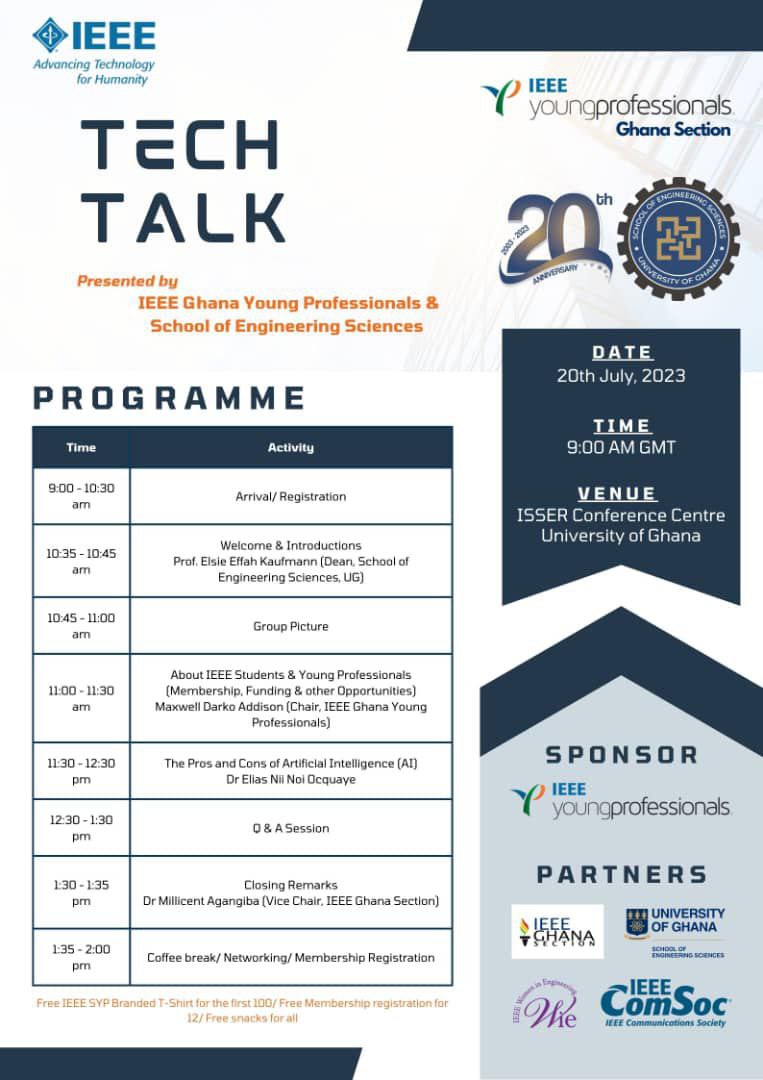 IEEE
Advancing Technology
for Humanity
IEEE
youngprofessionals
Ghana Section
TECH
TALK
20th
2003 - 2023
ANNIVERSARY
SCHOOL OF ENGINEERING SCIENCES
UNIVERSITY OF GHANA
Presented by
IEEE Ghana Young Professionals &
School of Engineering Sciences
DATE
20th July, 2023
TIME
9:00 AM GMT
VENUE
ISSER Conference Centre
University of Ghana
PROGRAMME
Time Activity
9:00 - 10:30
am
Arrival/ Registration
10:35 - 10:45
am
Welcome & Introductions
Prof. Elsie Effah Kaufmann (Dean, School of
Engineering Sciences, UG)
10:45 - 11:00
am
Group Picture
11:00 - 11:30
am
About IEEE Students & Young Professionals
(Membership, Funding & other Opportunities)
Maxwell Darko Addison (Chair, IEEE Ghana Young
Professionals)
11:30 - 12:30
pm
The Pros and Cons of Artificial Intelligence (AI)
Dr Elias Nii Noi Ocquaye
12:30 - 1:30
pm
Q & A Session
1:30 - 1:35
pm
Closing Remarks
Dr Millicent Agangiba (Vice Chair, IEEE Ghana Section)
1:35 - 2:00
pm
Coffee break/ Networking/ Membership Registration
Free IEEE SYP Branded T-Shirt for the first 100/ Free Membership registration for
12/ Free snacks for all
SPONSOR
IEEE
youngprofessionals
PARTNERS
IEEE
GHANA
SECTION
UNIVERSITY
OF GHANA
SCHOOL OF
ENGINEERING SCIENCES
IEEE Women in Engineering
Wie
IEEE
ComSoc
IEEE Communications Society